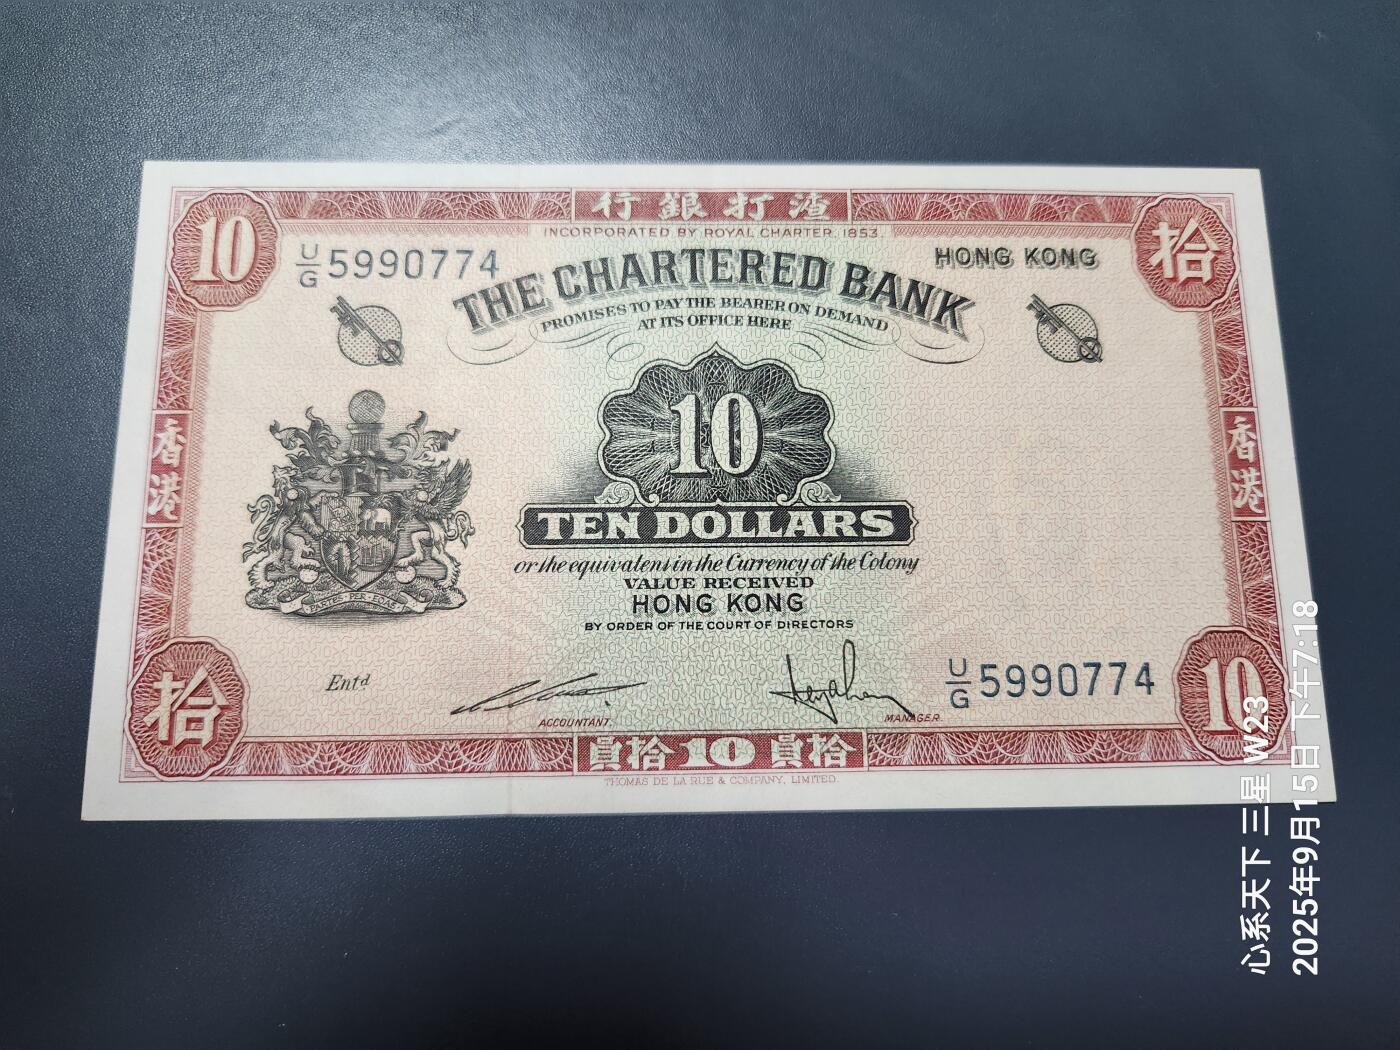 行銀打渣
INCORPORATED BY ROYAL CHARTER. 1853.
10
拾
U/G 5990774
HONG KONG
THE CHARTERED BANK
PROMISES TO PAY THE BEARER ON DEMAND
AT ITS OFFICE HERE
10
香港
香港
TEN DOLLARS
or the equivalent in the Currency of the Colony
VALUE RECEIVED
HONG KONG
BY ORDER OF THE COURT OF DIRECTORS
Entd
U/G 5990774
ACCOUNTANT.
MANAGER.
拾
10
員拾 10 員拾
THOMAS DE LA RUE & COMPANY, LIMITED.
心系天下 三星 W23
2025年9月15日 下午7:18